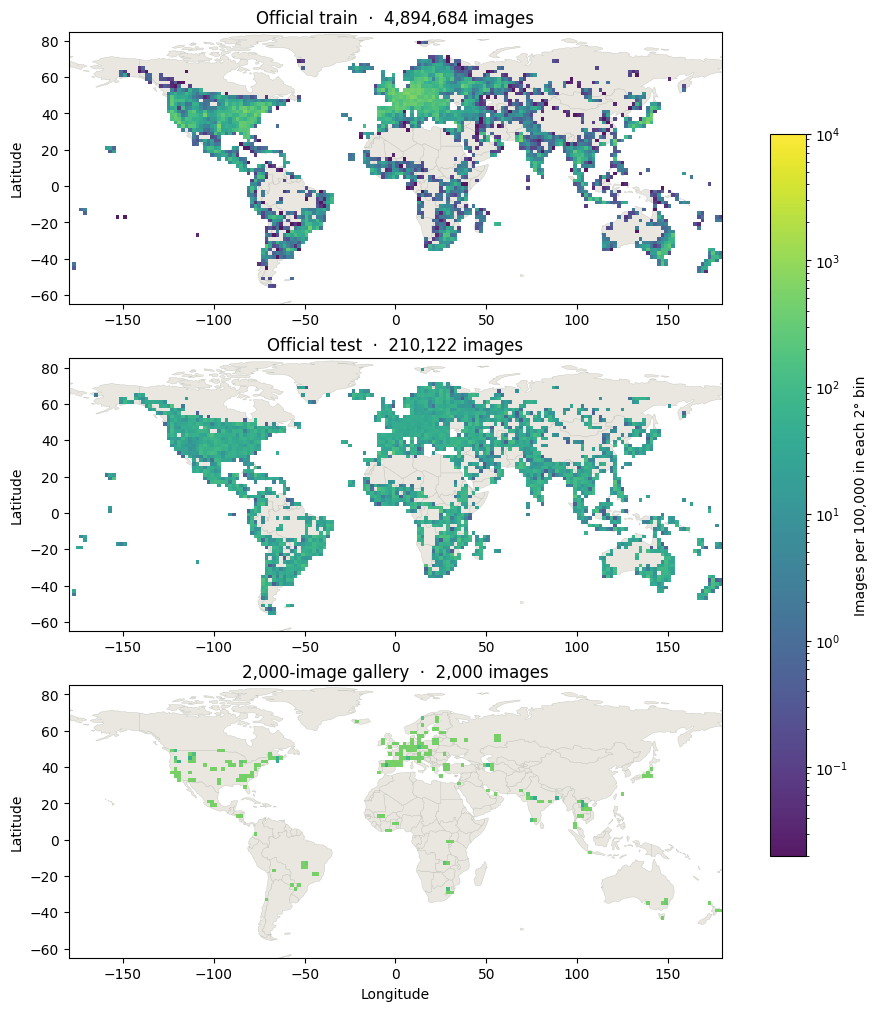 Official train · 4,894,684 images
80
60
40
20
0
−20
−40
−60
Latitude
−150 −100 −50 0 50 100 150
Official test · 210,122 images
80
60
40
20
0
−20
−40
−60
Latitude
−150 −100 −50 0 50 100 150
2,000-image gallery · 2,000 images
80
60
40
20
0
−20
−40
−60
Latitude
−150 −100 −50 0 50 100 150
Longitude
10⁴
10³
10²
10¹
10⁰
10⁻¹
Images per 100,000 in each 2° bin